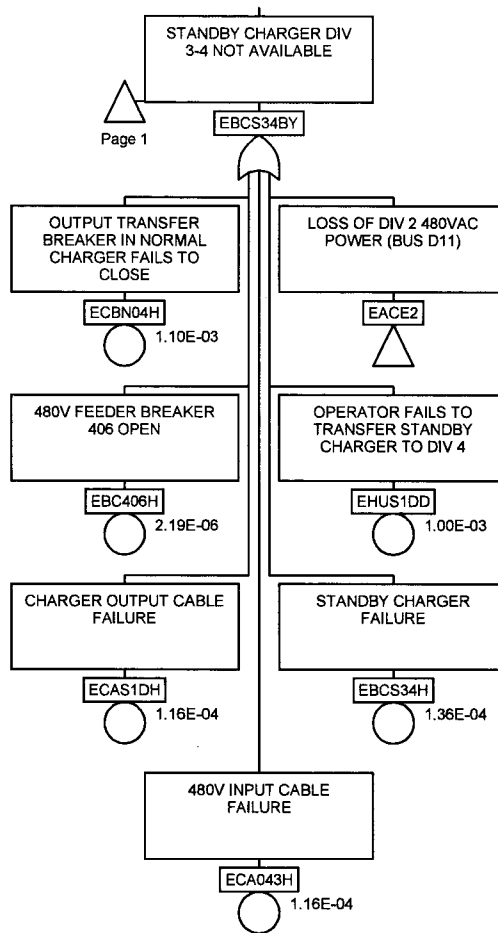 STANDBY CHARGER DIV
3-4 NOT AVAILABLE
Page 1
EBCS34BY
OUTPUT TRANSFER
BREAKER IN NORMAL
CHARGER FAILS TO
CLOSE
ECBN04H
1.10E-03
LOSS OF DIV 2 480VAC
POWER (BUS D11)
EACE2
480V FEEDER BREAKER
406 OPEN
EBC406H
2.19E-06
OPERATOR FAILS TO
TRANSFER STANDBY
CHARGER TO DIV 4
EHUS1DD
1.00E-03
CHARGER OUTPUT CABLE
FAILURE
ECAS1DH
1.16E-04
STANDBY CHARGER
FAILURE
EBCS34H
1.36E-04
480V INPUT CABLE
FAILURE
ECA043H
1.16E-04